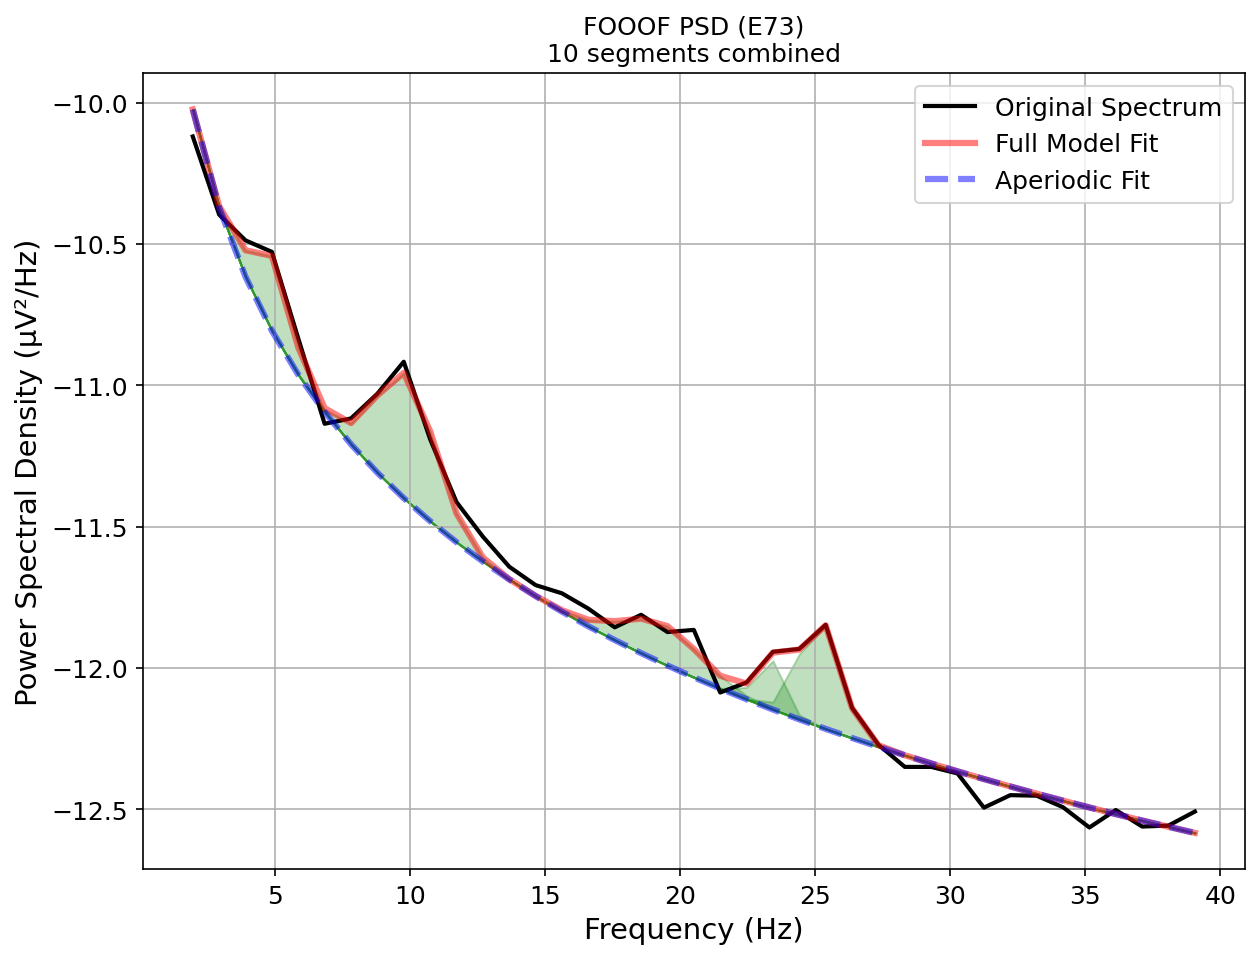 FOOOF PSD (E73)
10 segments combined
Original Spectrum
Full Model Fit
Aperiodic Fit
Power Spectral Density (µV²/Hz)
−10.0
−10.5
−11.0
−11.5
−12.0
−12.5
5 10 15 20 25 30 35 40
Frequency (Hz)